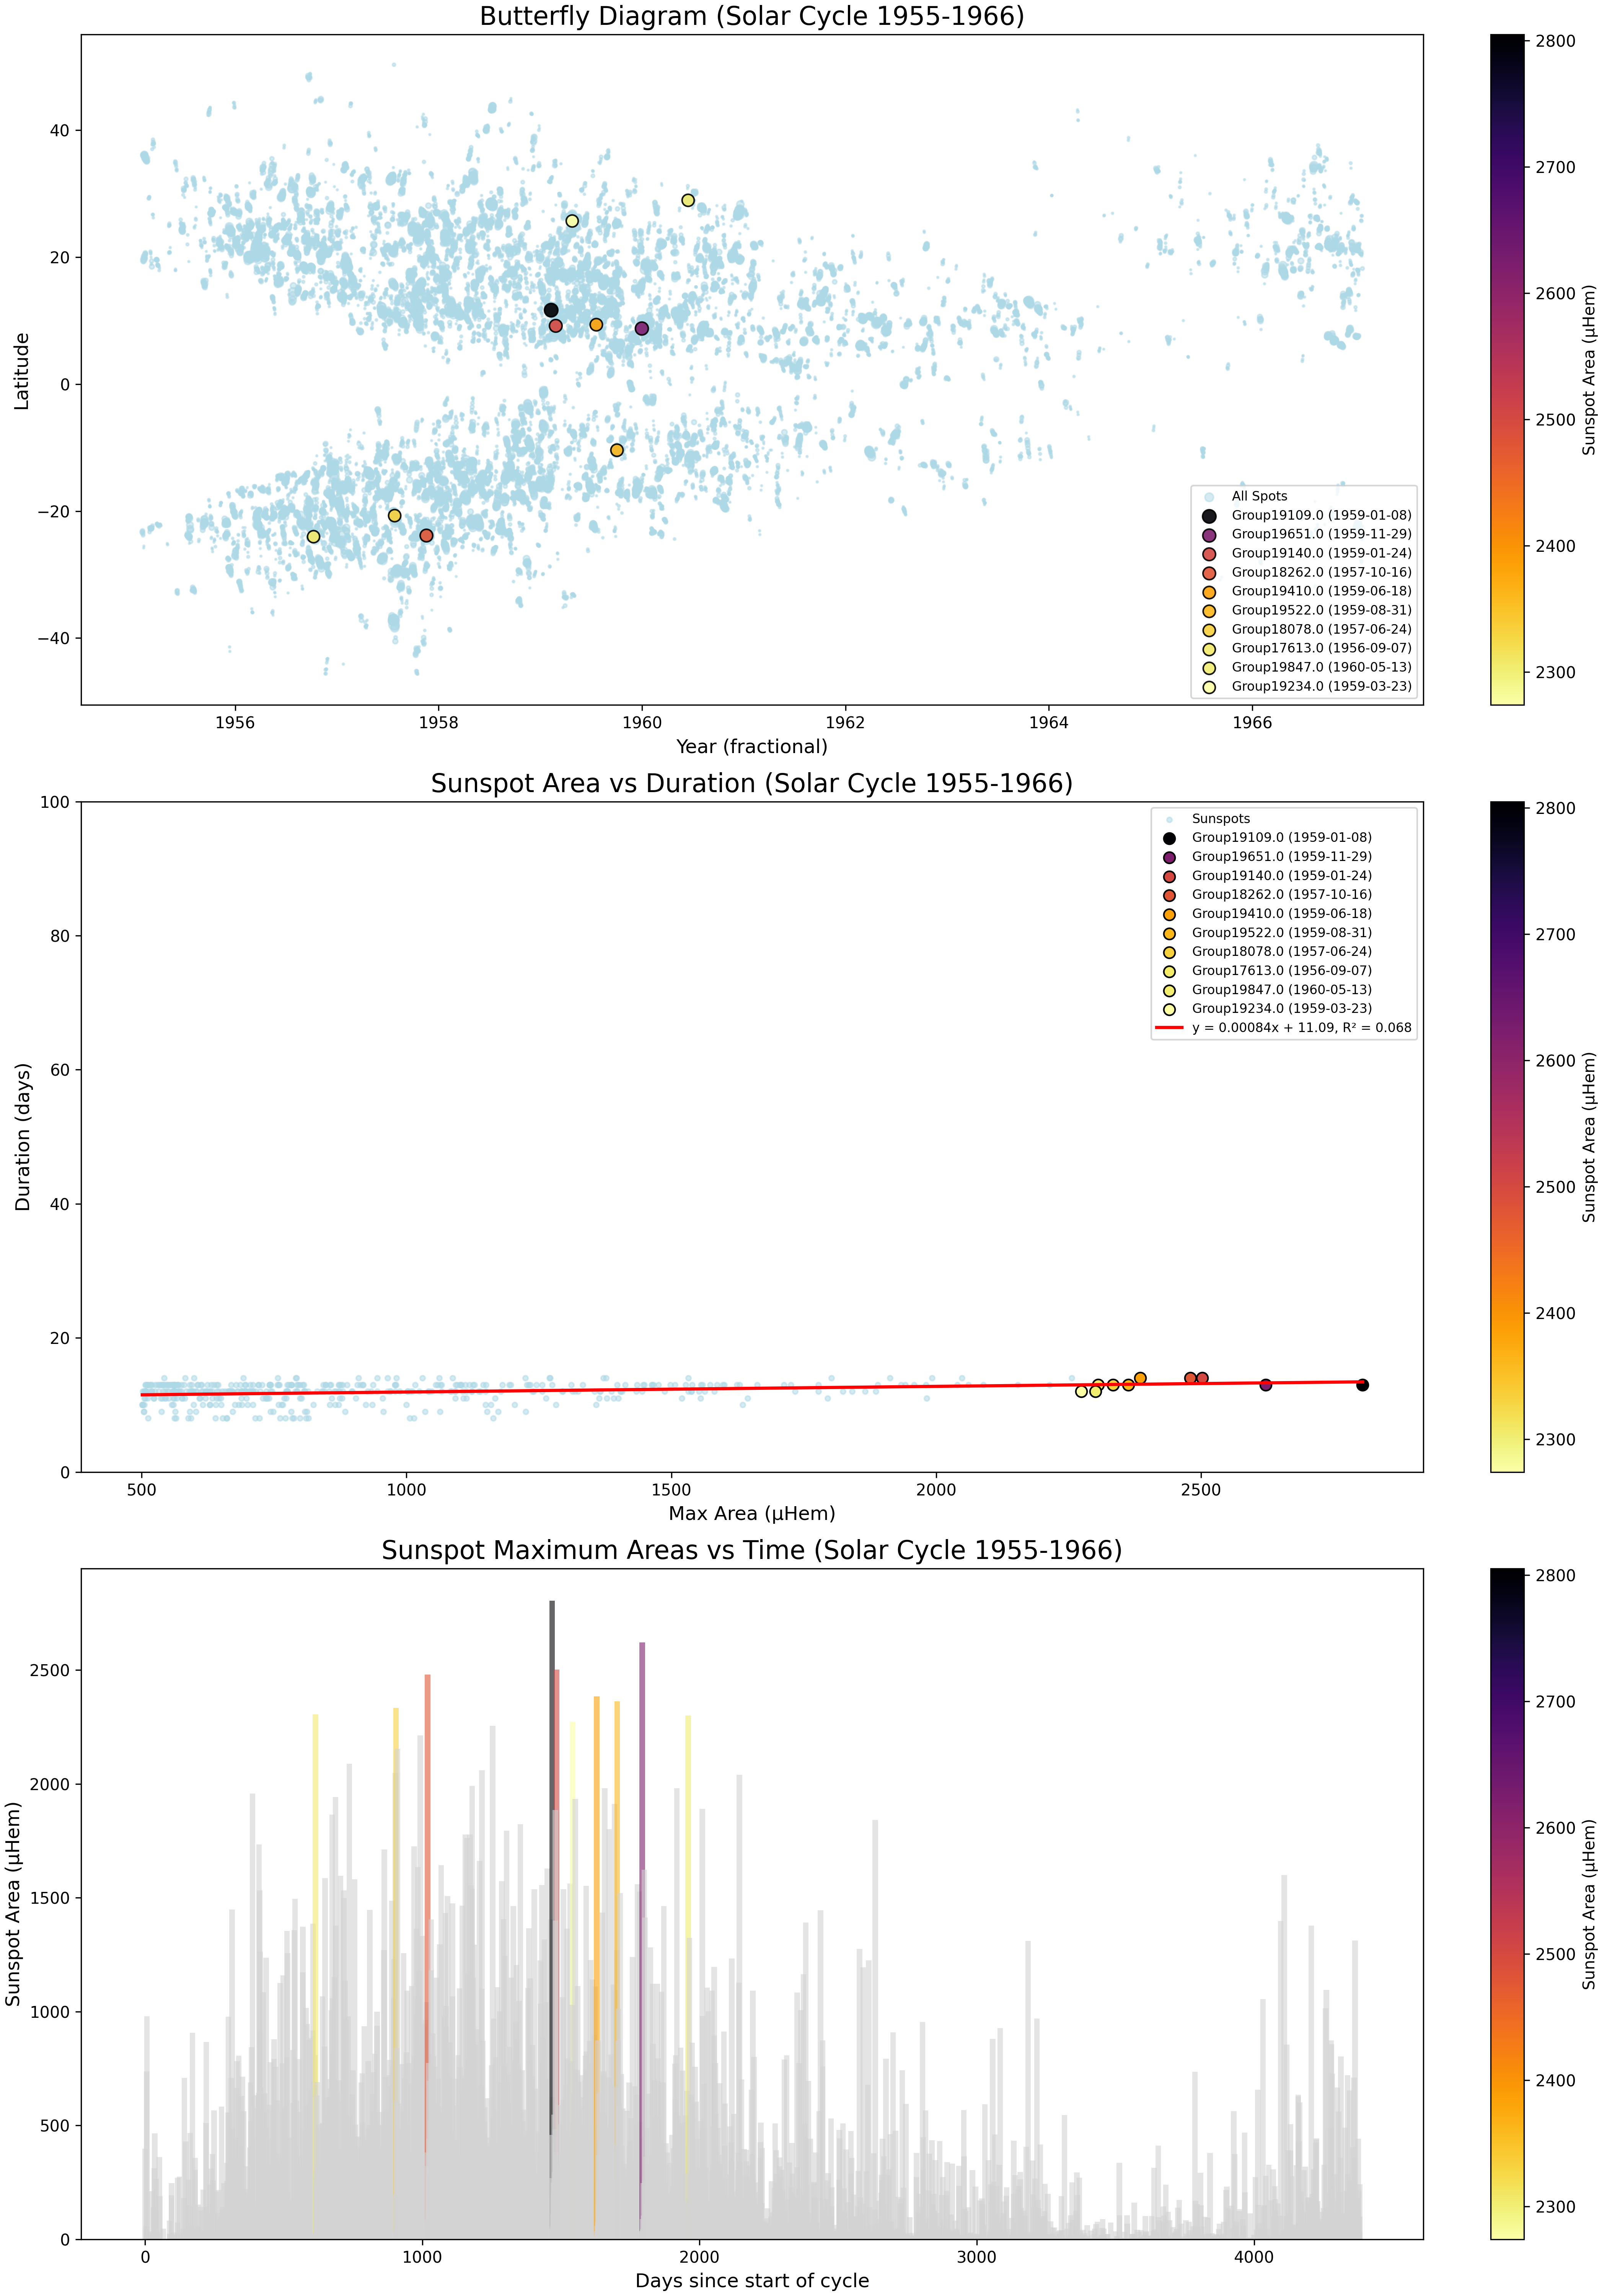 Butterfly Diagram (Solar Cycle 1955-1966)
Latitude
40
20
0
−20
−40
1956
1958
1960
1962
1964
1966
Year (fractional)
All Spots
Group19109.0 (1959-01-08)
Group19651.0 (1959-11-29)
Group19140.0 (1959-01-24)
Group18262.0 (1957-10-16)
Group19410.0 (1959-06-18)
Group19522.0 (1959-08-31)
Group18078.0 (1957-06-24)
Group17613.0 (1956-09-07)
Group19847.0 (1960-05-13)
Group19234.0 (1959-03-23)
2800
2700
2600
2500
2400
2300
Sunspot Area (μHem)
Sunspot Area vs Duration (Solar Cycle 1955-1966)
Duration (days)
100
80
60
40
20
0
500
1000
1500
2000
2500
Max Area (μHem)
Sunspots
Group19109.0 (1959-01-08)
Group19651.0 (1959-11-29)
Group19140.0 (1959-01-24)
Group18262.0 (1957-10-16)
Group19410.0 (1959-06-18)
Group19522.0 (1959-08-31)
Group18078.0 (1957-06-24)
Group17613.0 (1956-09-07)
Group19847.0 (1960-05-13)
Group19234.0 (1959-03-23)
y = 0.00084x + 11.09, R² = 0.068
2800
2700
2600
2500
2400
2300
Sunspot Area (μHem)
Sunspot Maximum Areas vs Time (Solar Cycle 1955-1966)
Sunspot Area (μHem)
2500
2000
1500
1000
500
0
0
1000
2000
3000
4000
Days since start of cycle
2800
2700
2600
2500
2400
2300
Sunspot Area (μHem)